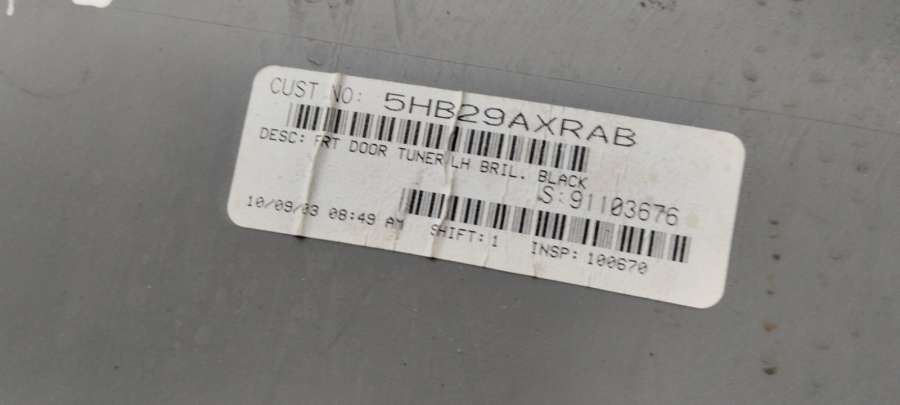 CUST NO: 5HB29AXRAB
DESC: FRT DOOR TUNER LH BRIL. BLACK
S:91103676
10/09/03 08:49 AM SHIFT: 1 INSP: 100670